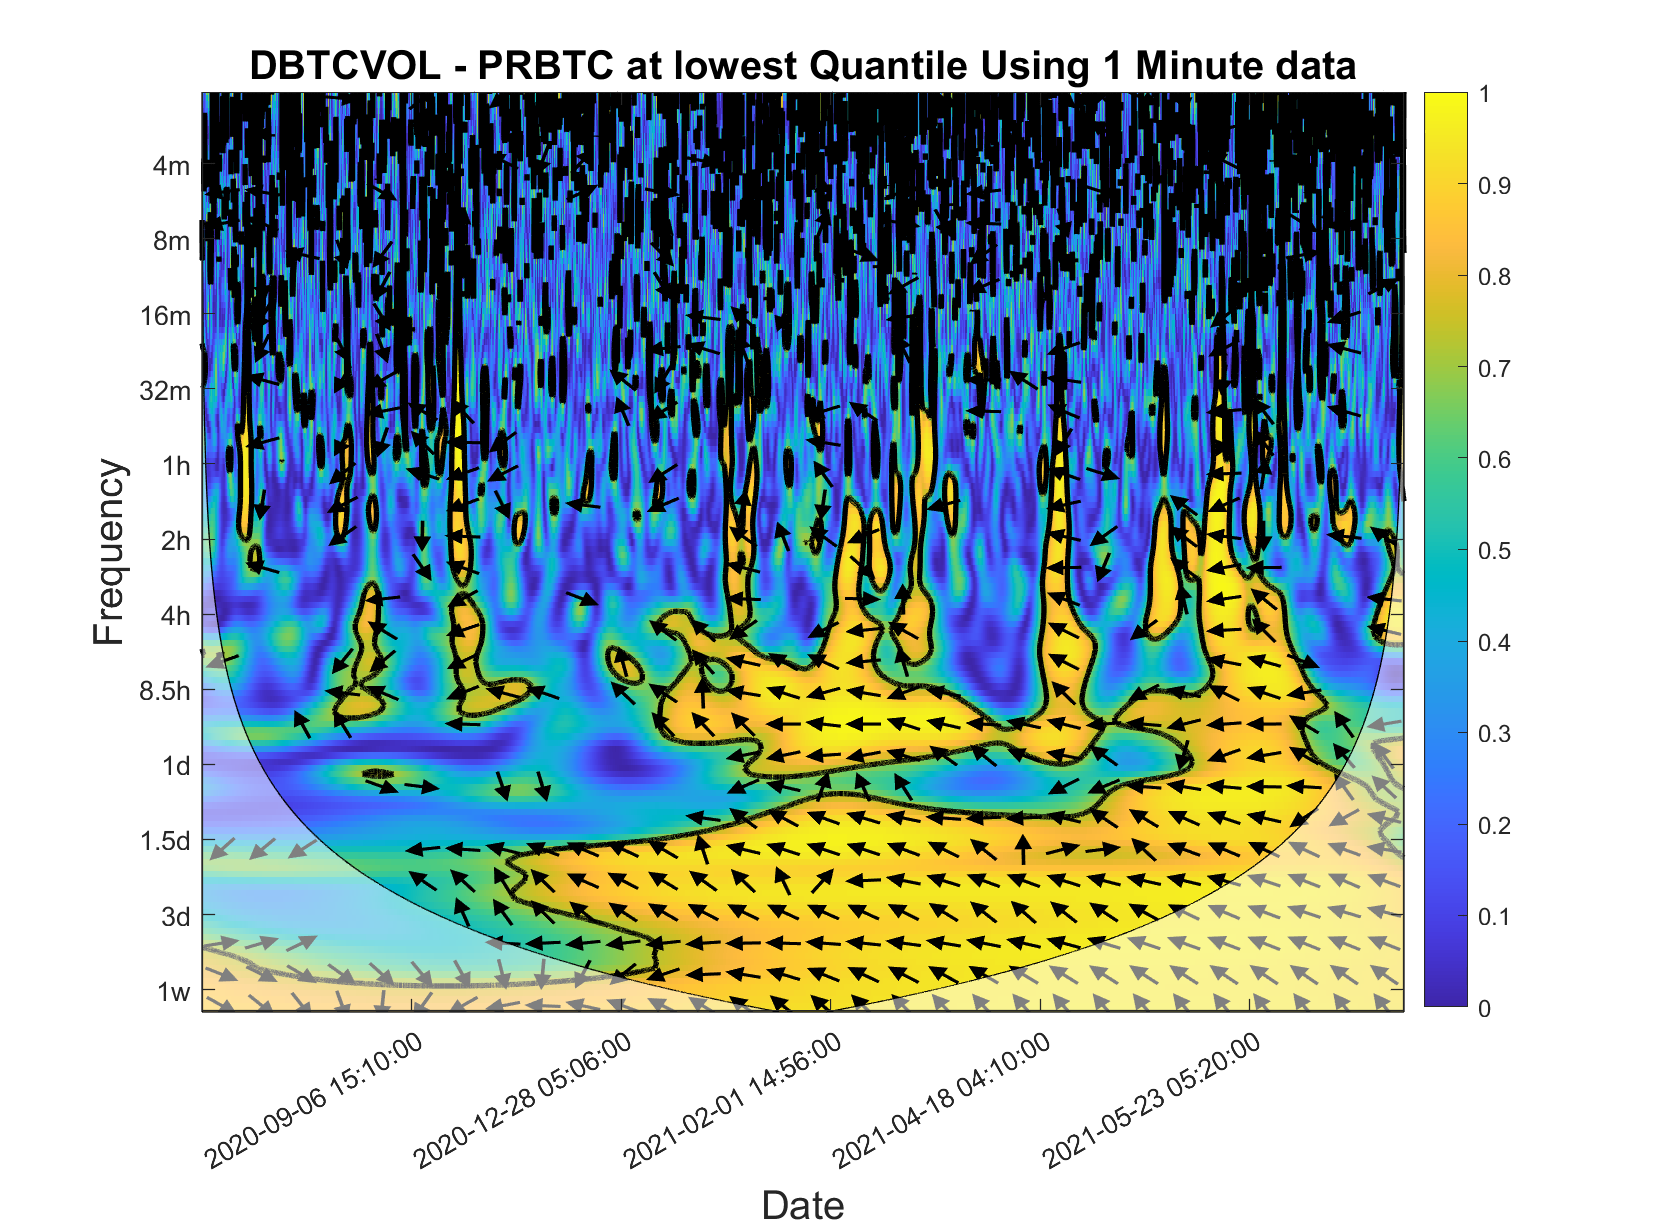 DBTCVOL - PRBTC at lowest Quantile Using 1 Minute data
Frequency
4m
8m
16m
32m
1h
2h
4h
8.5h
1d
1.5d
3d
1w
2020-09-06 15:10:00
2020-12-28 05:06:00
2021-02-01 14:56:00
2021-04-18 04:10:00
2021-05-23 05:20:00
Date
1
0.9
0.8
0.7
0.6
0.5
0.4
0.3
0.2
0.1
0